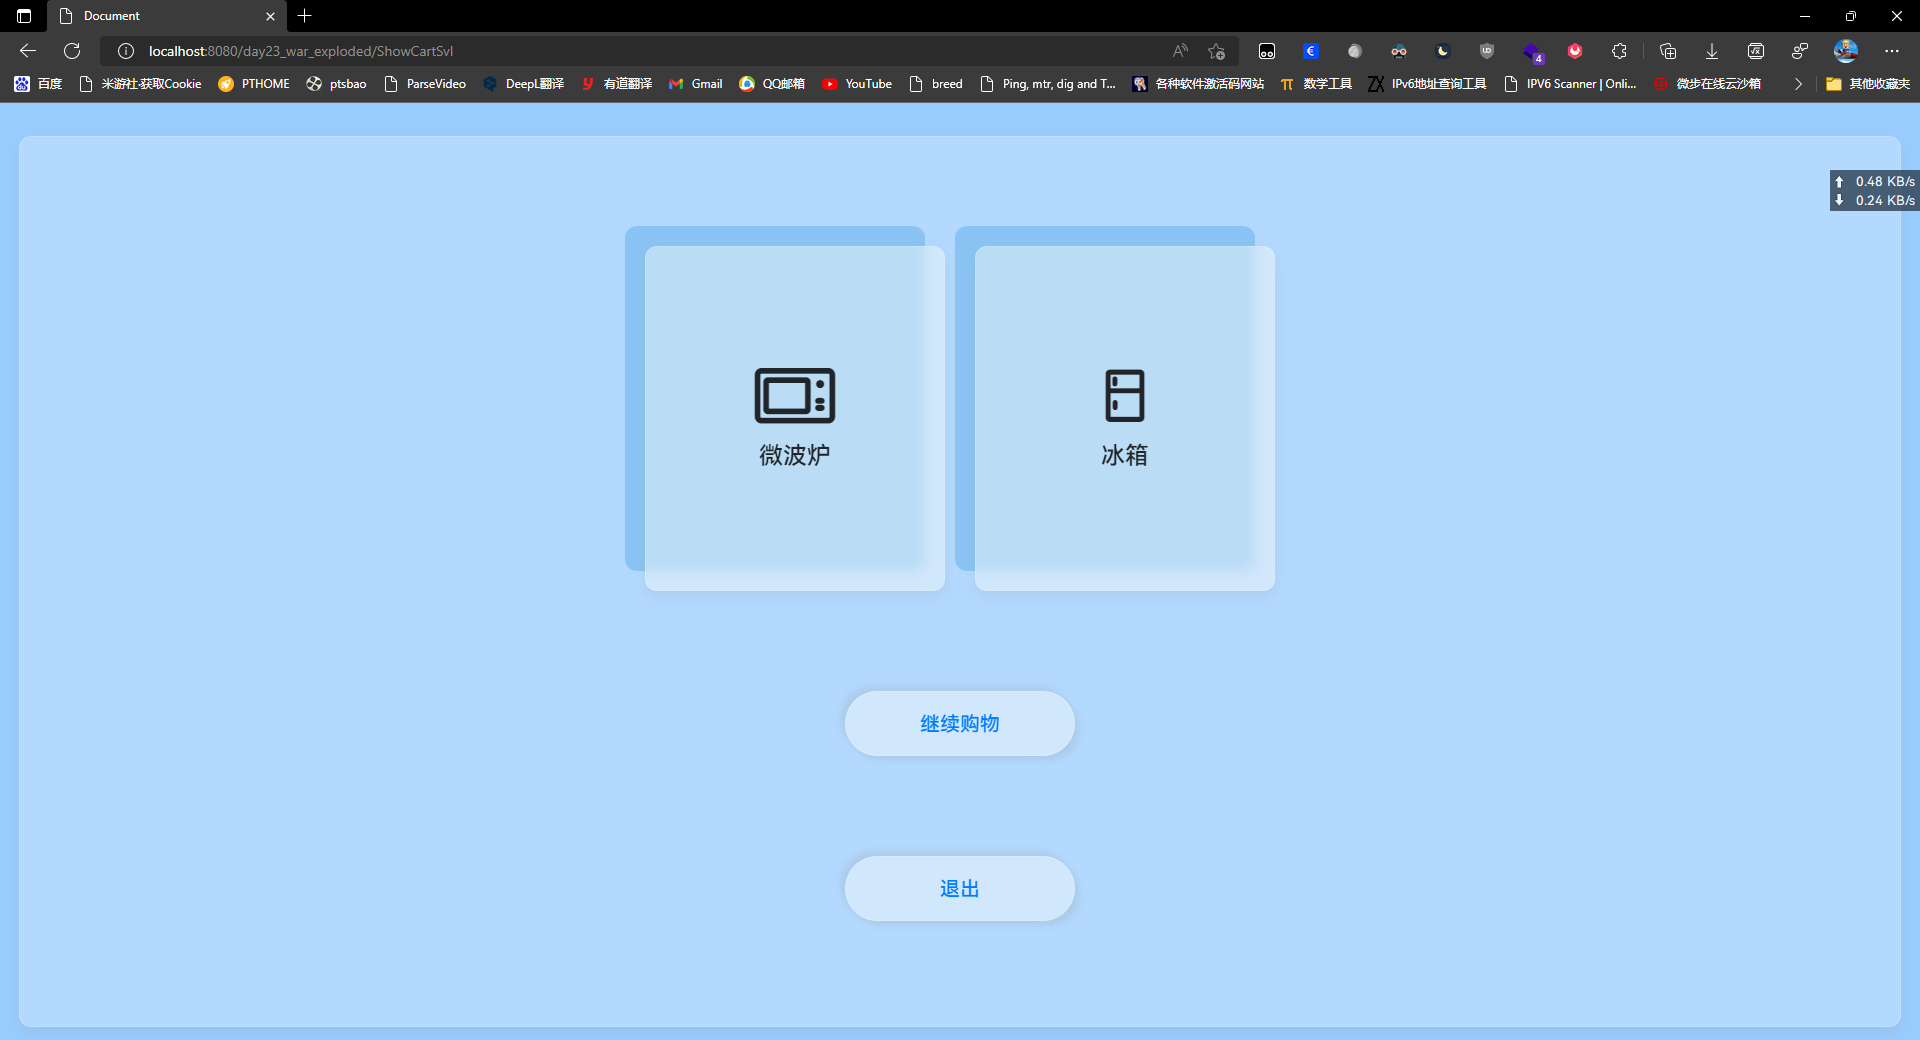 Document
localhost:8080/day23_war_exploded/ShowCartSvl
4
百度 米游社·获取Cookie PTHOME ptsbao ParseVideo DeepL翻译 有道翻译 Gmail QQ邮箱 YouTube breed Ping, mtr, dig and T... 各种软件激活码网站 数学工具 IPv6地址查询工具 IPV6 Scanner | Onli... 微步在线云沙箱 其他收藏夹
0.48 KB/s
0.24 KB/s
微波炉
冰箱
继续购物
退出